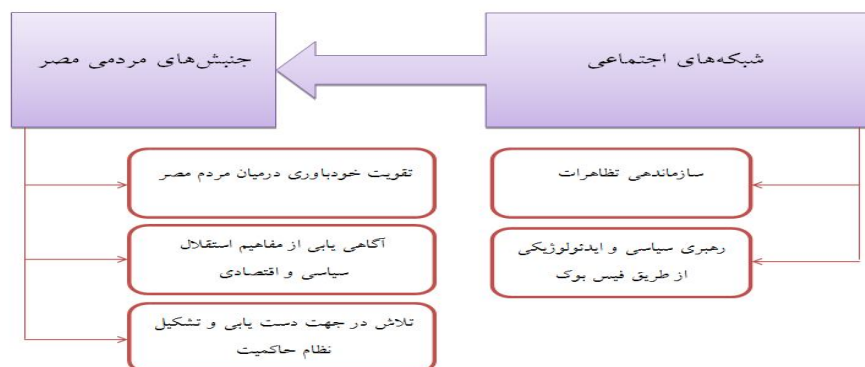 شبکه‌های اجتماعی
جنبش‌های مردمی مصر
سازماندهی تظاهرات
رهبری سیاسی و ایدئولوژیکی
از طریق فیس بوک
تقویت خودباوری درمیان مردم مصر
آگاهی یابی از مفاهیم استقلال
سیاسی و اقتصادی
تلاش در جهت دست یابی و تشکیل
نظام حاکمیت